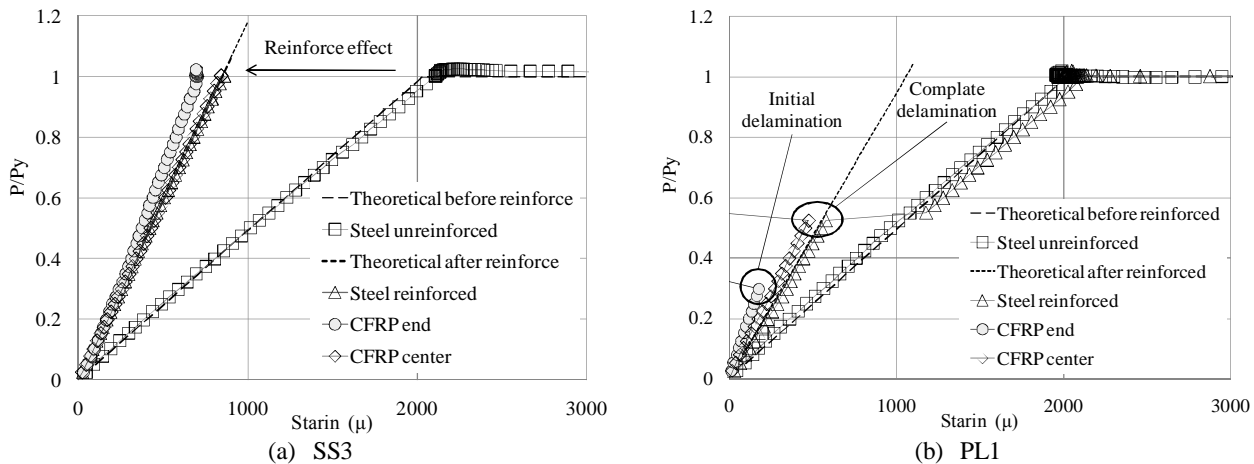 1.2
1
0.8
0.6
0.4
0.2
0
P/Py
0 1000 2000 3000
Starin (μ)
Reinforce effect
Theoretical before reinforce
Steel unreinforced
Theoretical after reinforce
Steel reinforced
CFRP end
CFRP center
(a) SS3
1.2
1
0.8
0.6
0.4
0.2
0
P/Py
0 1000 2000 3000
Starin (μ)
Initial
delamination
Complate
delamination
Theoretical before reinforced
Steel unreinforced
Theoretical after reinforced
Steel reinforced
CFRP end
CFRP center
(b) PL1